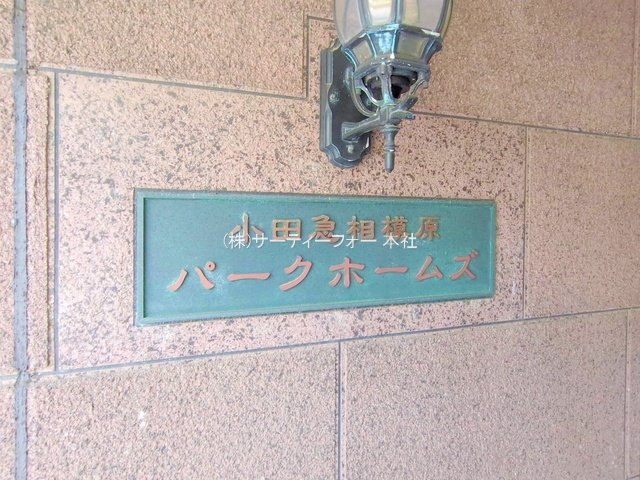 小田急相模原
(株)サーティーフォー 本社
パークホームズ